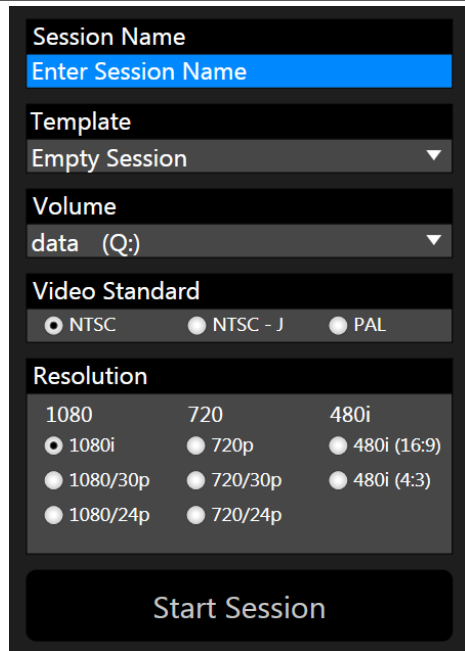 Session Name
Enter Session Name
Template
Empty Session
Volume
data (Q:)
Video Standard
NTSC NTSC - J PAL
Resolution
1080 720 480i
1080i 720p 480i (16:9)
1080/30p 720/30p 480i (4:3)
1080/24p 720/24p
Start Session